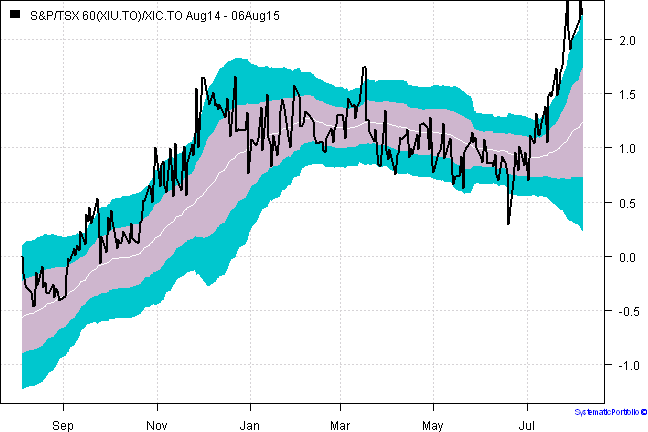 S&P/TSX 60(XIU.TO)/XIC.TO Aug14 - 06Aug15
2.0
1.5
1.0
0.5
0.0
-0.5
-1.0
Sep Nov Jan Mar May Jul
SystematicPortfolio ©